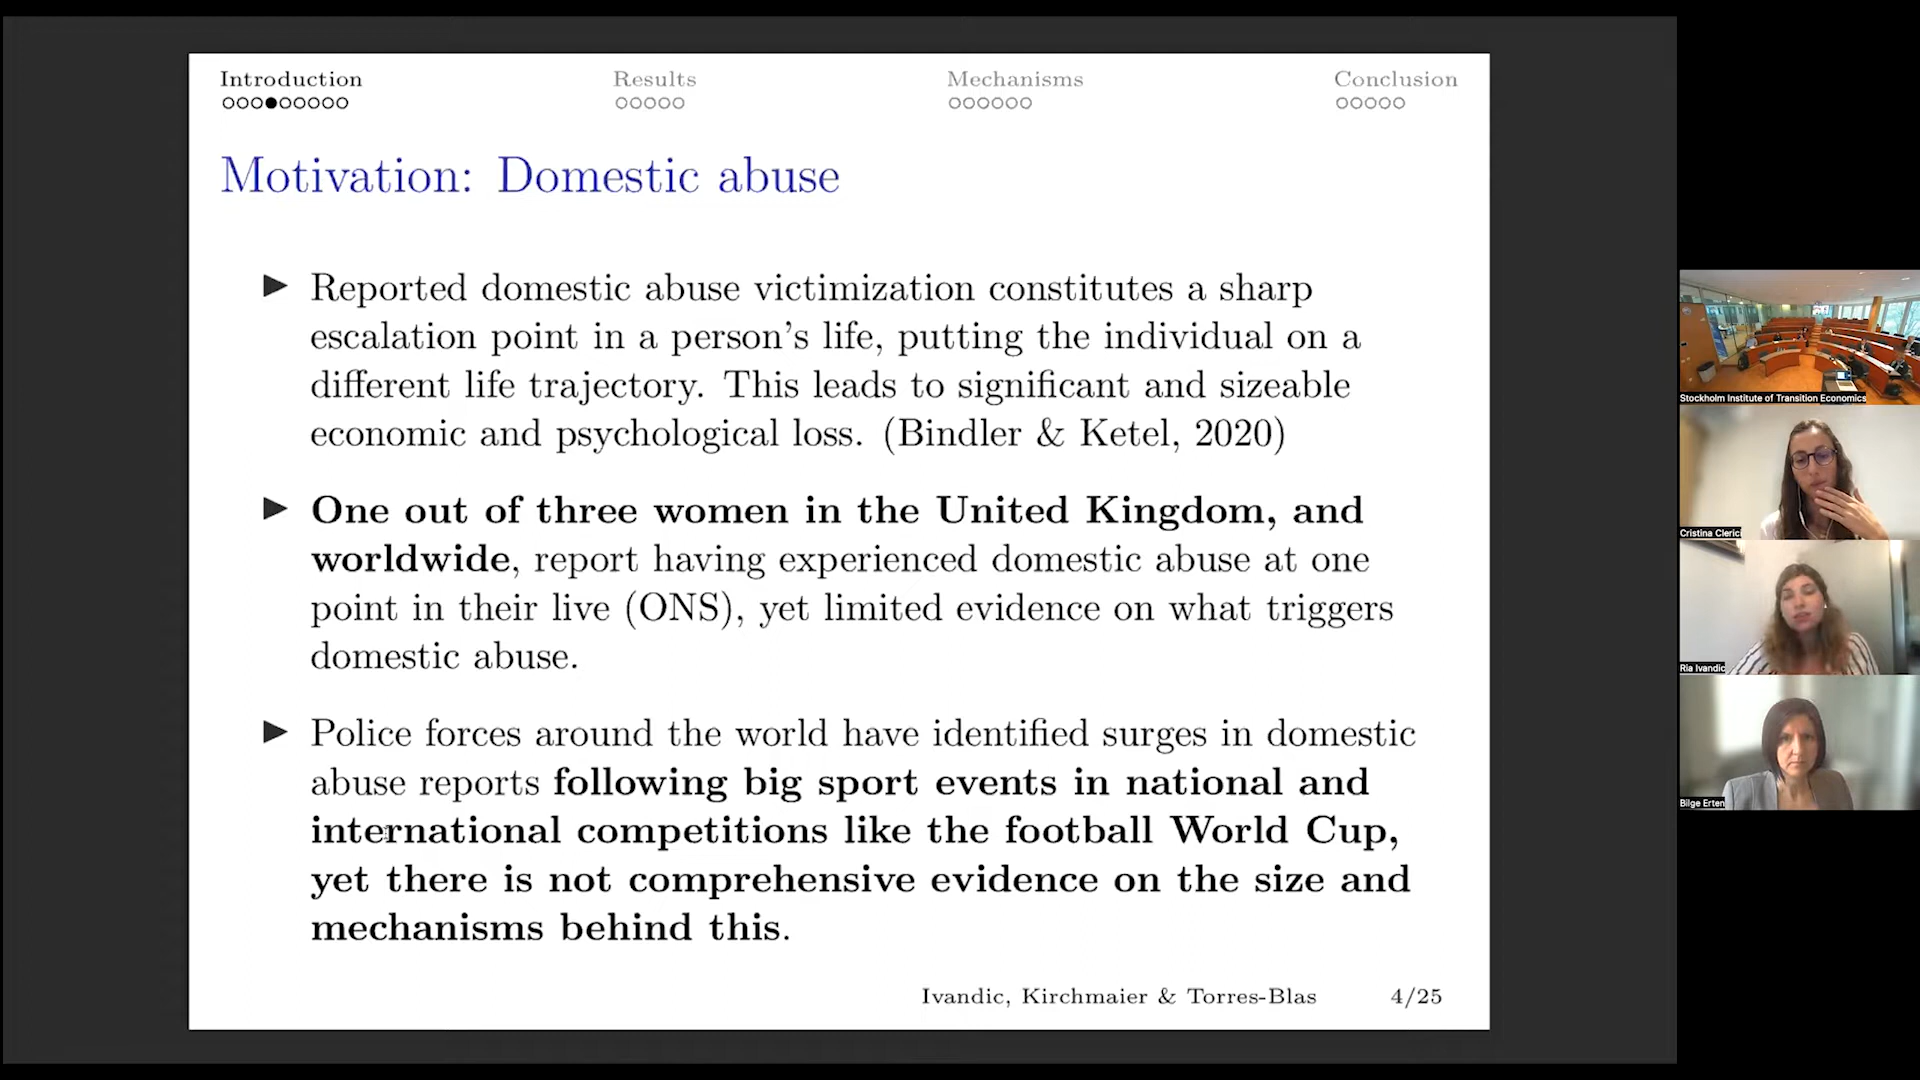 Introduction
Results
Mechanisms
Conclusion
Motivation: Domestic abuse
Reported domestic abuse victimization constitutes a sharp
escalation point in a person's life, putting the individual on a
different life trajectory. This leads to significant and sizeable
economic and psychological loss. (Bindler & Ketel, 2020)
One out of three women in the United Kingdom, and
worldwide, report having experienced domestic abuse at one
point in their live (ONS), yet limited evidence on what triggers
domestic abuse.
Police forces around the world have identified surges in domestic
abuse reports following big sport events in national and
international competitions like the football World Cup,
yet there is not comprehensive evidence on the size and
mechanisms behind this.
Ivandic, Kirchmaier & Torres-Blas 4/25
Stockholm Institute of Transition Economics
Cristina Clerici
Ria Ivandic
Bilge Erten